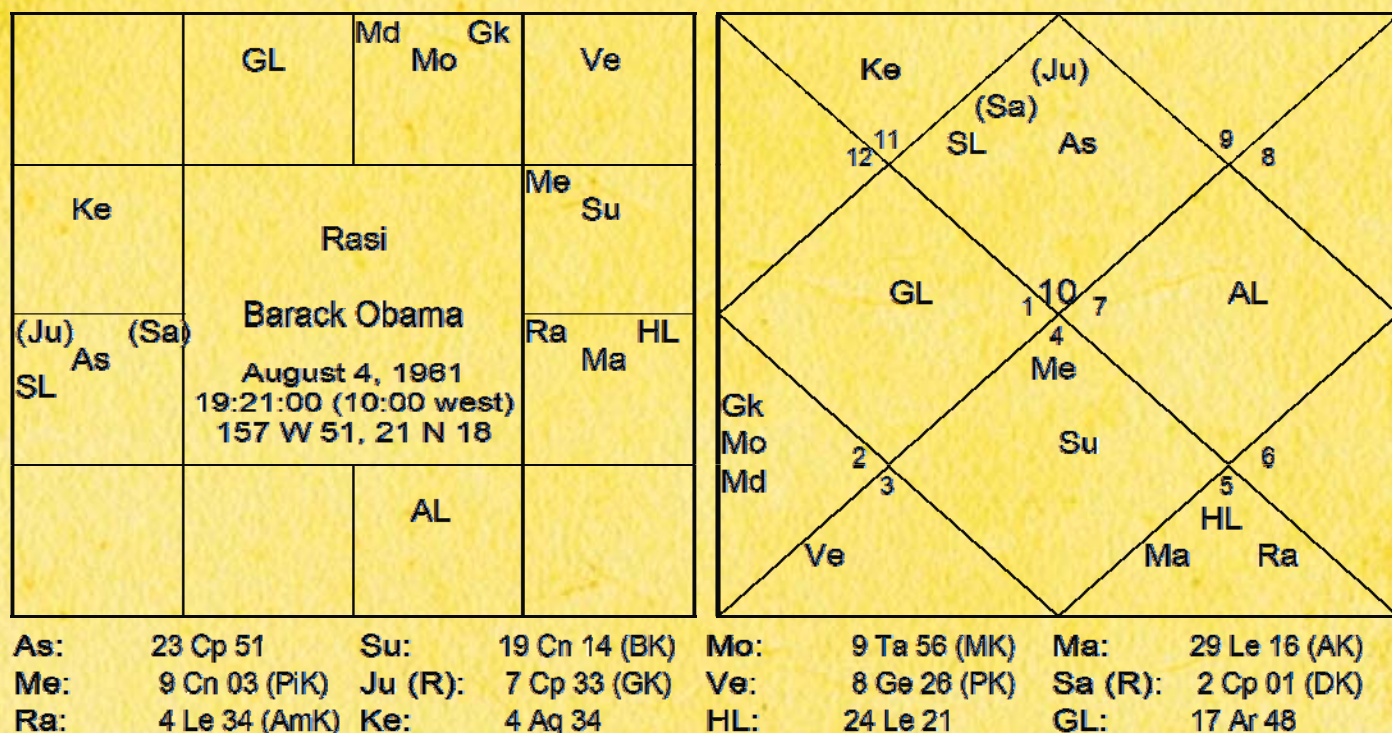 Md Gk
GL Mo Ve
Me
Ke Su
Rasi
Barack Obama
(Ju) (Sa) Ra HL
As Ma
August 4, 1961
SL
19:21:00 (10:00 west)
157 W 51, 21 N 18
AL
Ke (Ju)
(Sa)
SL As
11 9
12 8
GL AL
1 10 7
4
Me
Gk
Mo Su
Md
2 6
3 5
HL
Ve Ma Ra
As: 23 Cp 51 Su: 19 Cn 14 (BK) Mo: 9 Ta 56 (MK) Ma: 29 Le 16 (AK)
Me: 9 Cn 03 (PiK) Ju (R): 7 Cp 33 (GK) Ve: 8 Ge 26 (PK) Sa (R): 2 Cp 01 (DK)
Ra: 4 Le 34 (AmK) Ke: 4 Aq 34 HL: 24 Le 21 GL: 17 Ar 48